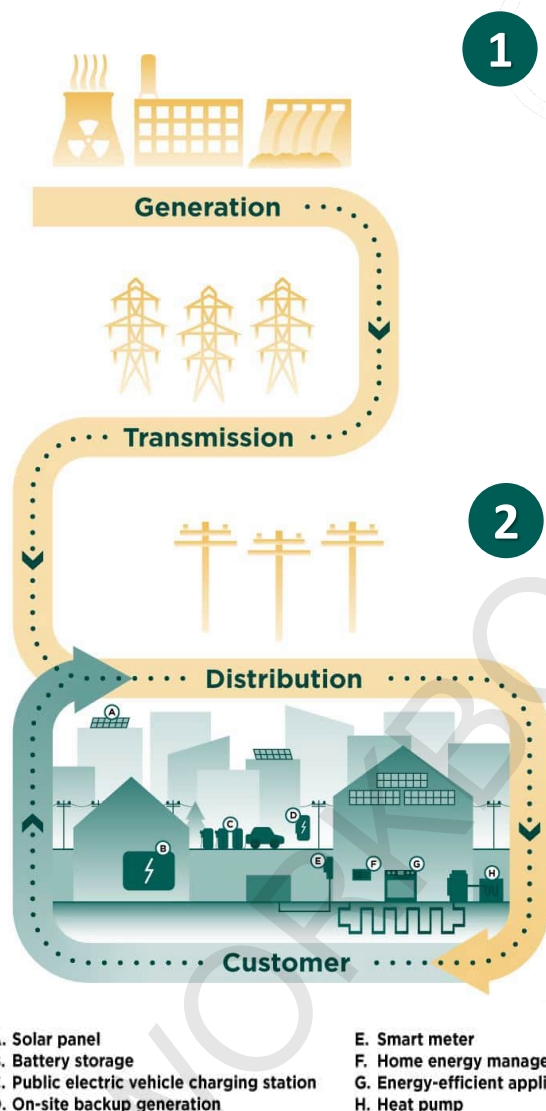 1
Generation
Transmission
2
Distribution
A
B
C
D
E
F
G
H
Customer
. Solar panel
. Battery storage
. Public electric vehicle charging station
. On-site backup generation
E. Smart meter
F. Home energy manage
G. Energy-efficient appli
H. Heat pump
WORKBO